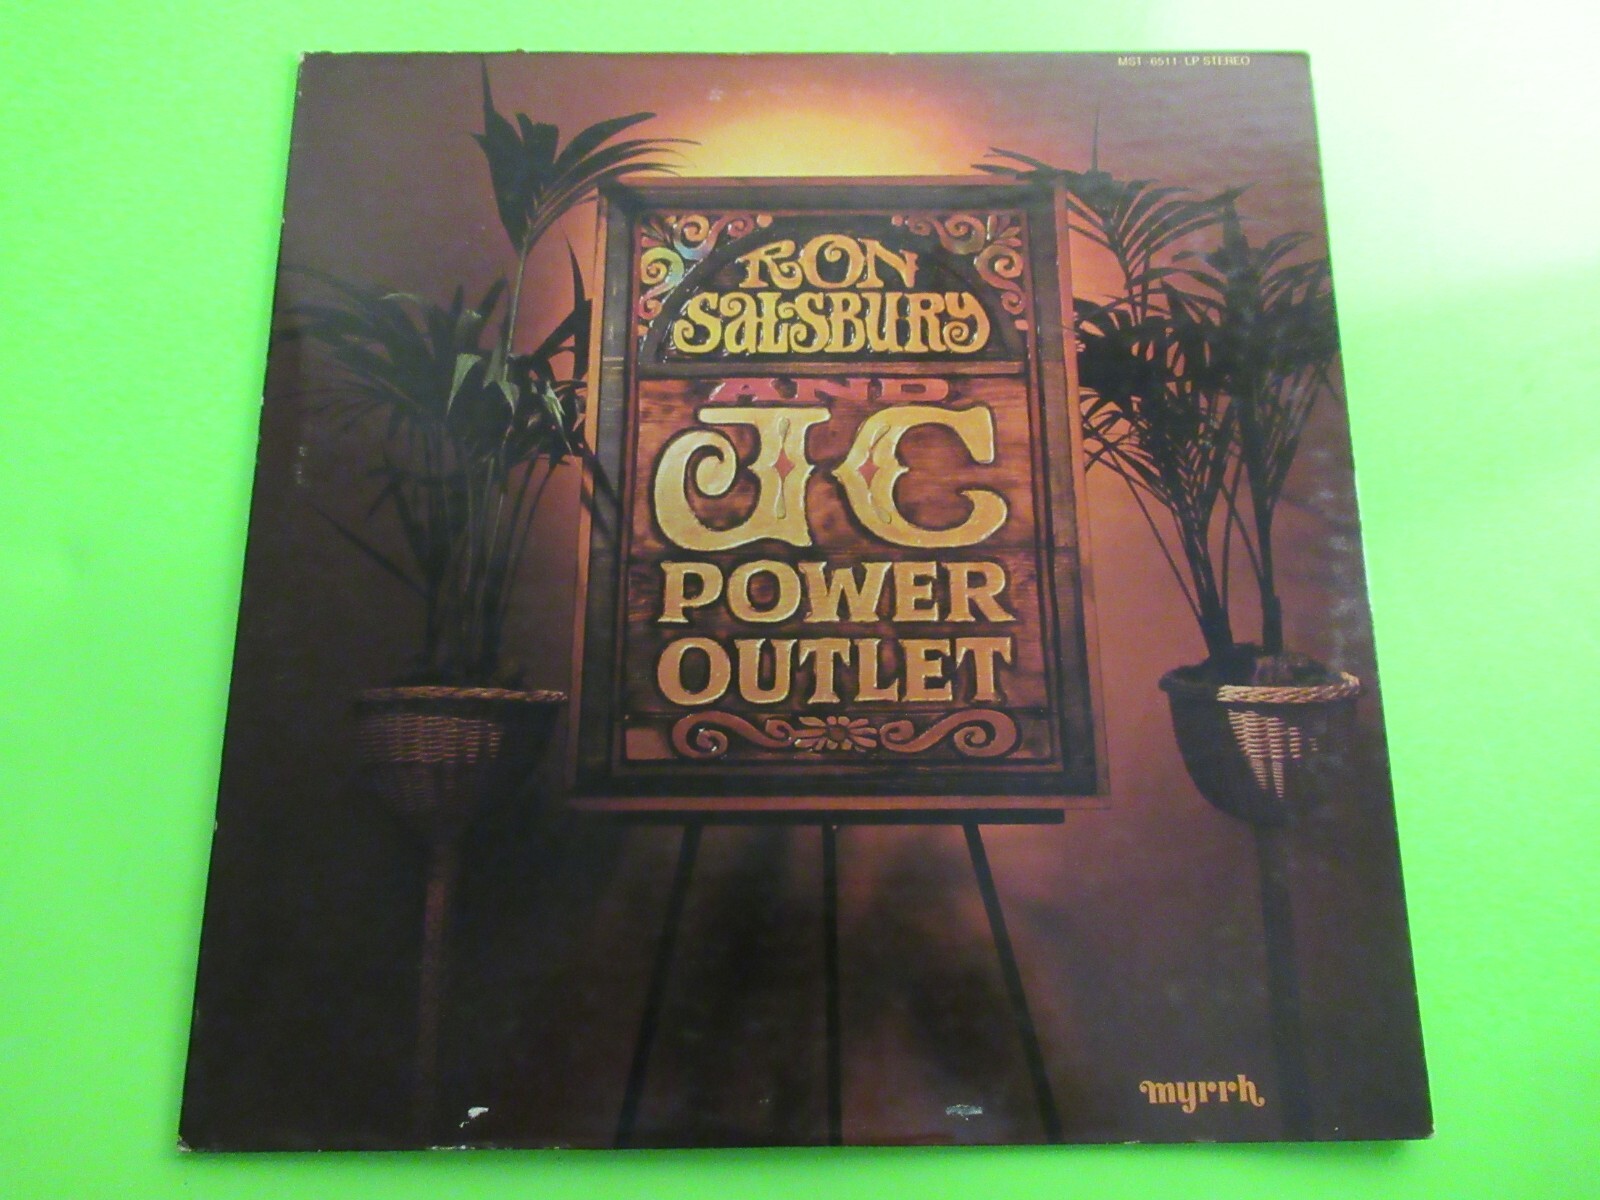 MST-6511-LP STEREO
RON
SALSBURY
AND
JC
POWER
OUTLET
myrrh